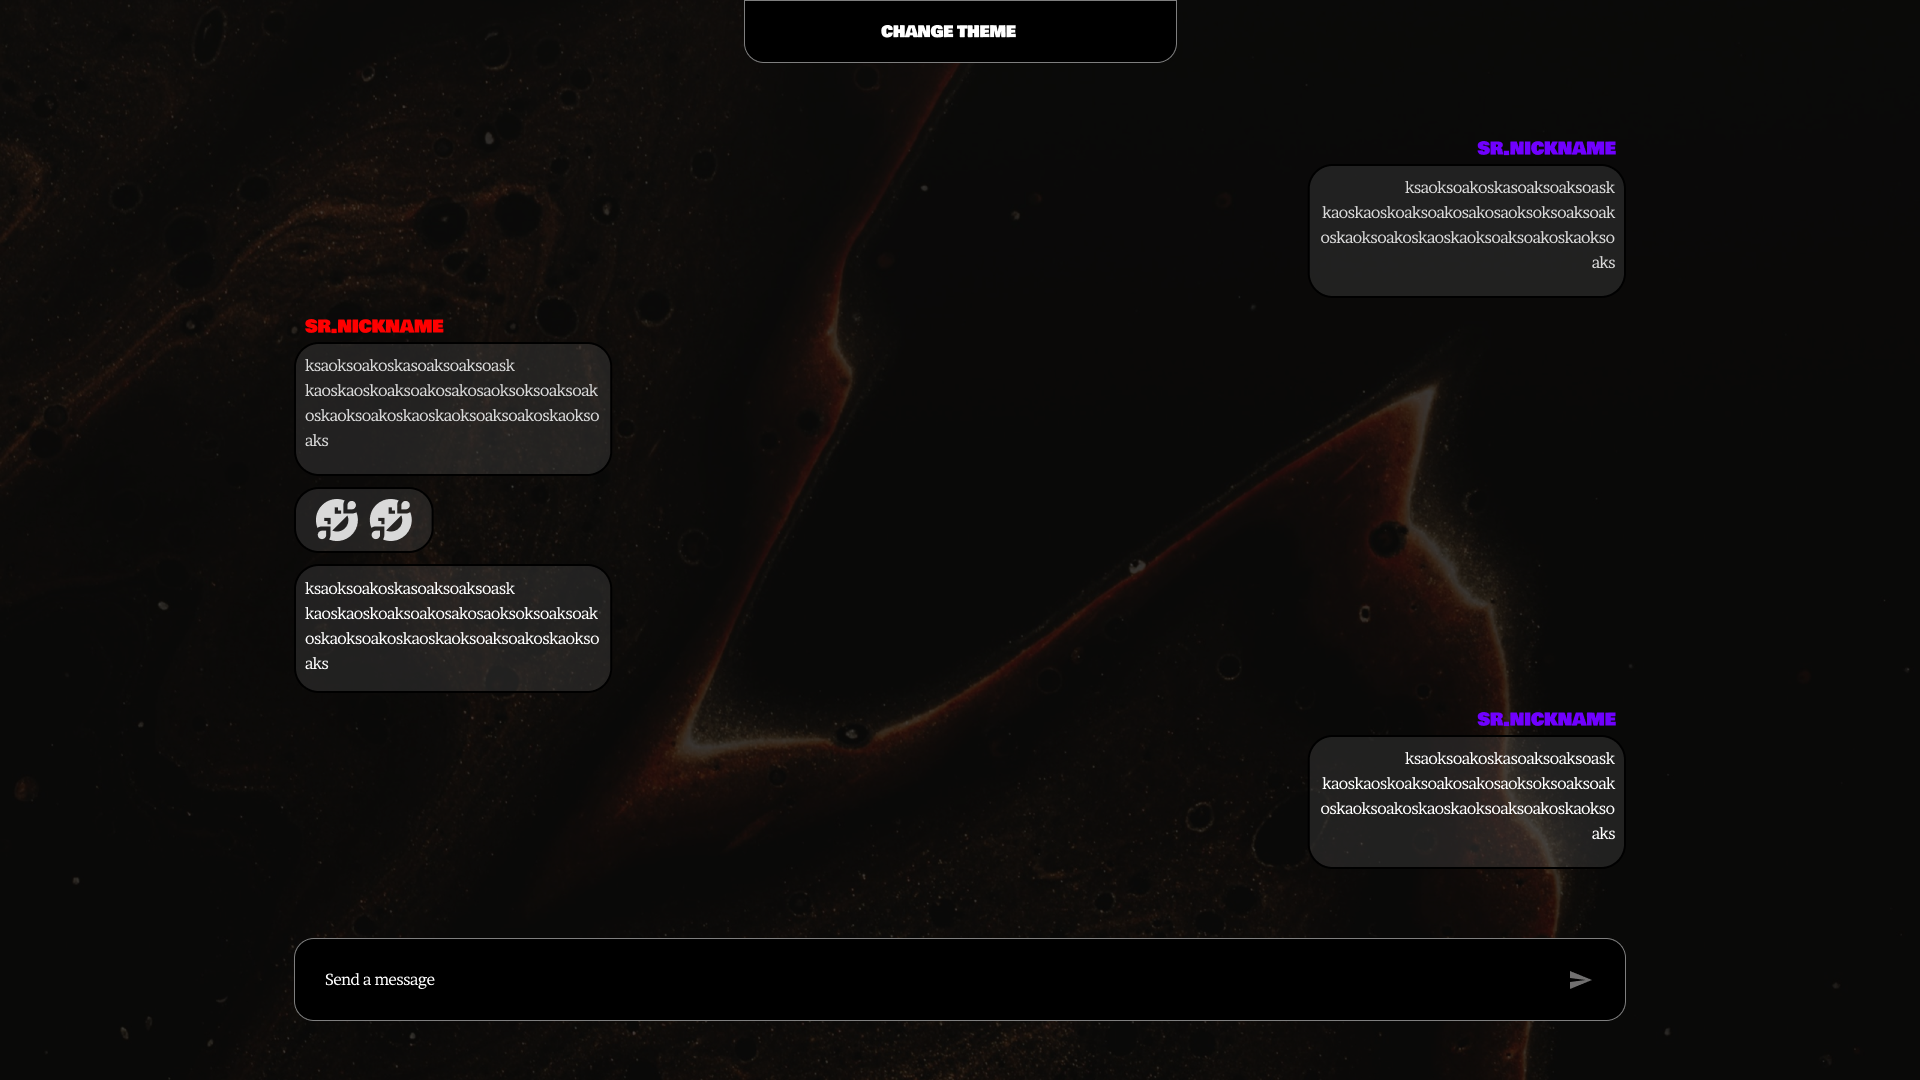 CHANGE THEME
SR.NICKNAME
ksaoksoakoskasoaksoaksoask
kaoskaoskoaksoakosakosaoksoksoaksoak
oskaoksoakoskaoskaoksoaksoakoskaokso
aks
SR.NICKNAME
ksaoksoakoskasoaksoaksoask
kaoskaoskoaksoakosakosaoksoksoaksoak
oskaoksoakoskaoskaoksoaksoakoskaokso
aks
ksaoksoakoskasoaksoaksoask
kaoskaoskoaksoakosakosaoksoksoaksoak
oskaoksoakoskaoskaoksoaksoakoskaokso
aks
SR.NICKNAME
ksaoksoakoskasoaksoaksoask
kaoskaoskoaksoakosakosaoksoksoaksoak
oskaoksoakoskaoskaoksoaksoakoskaokso
aks
Send a message